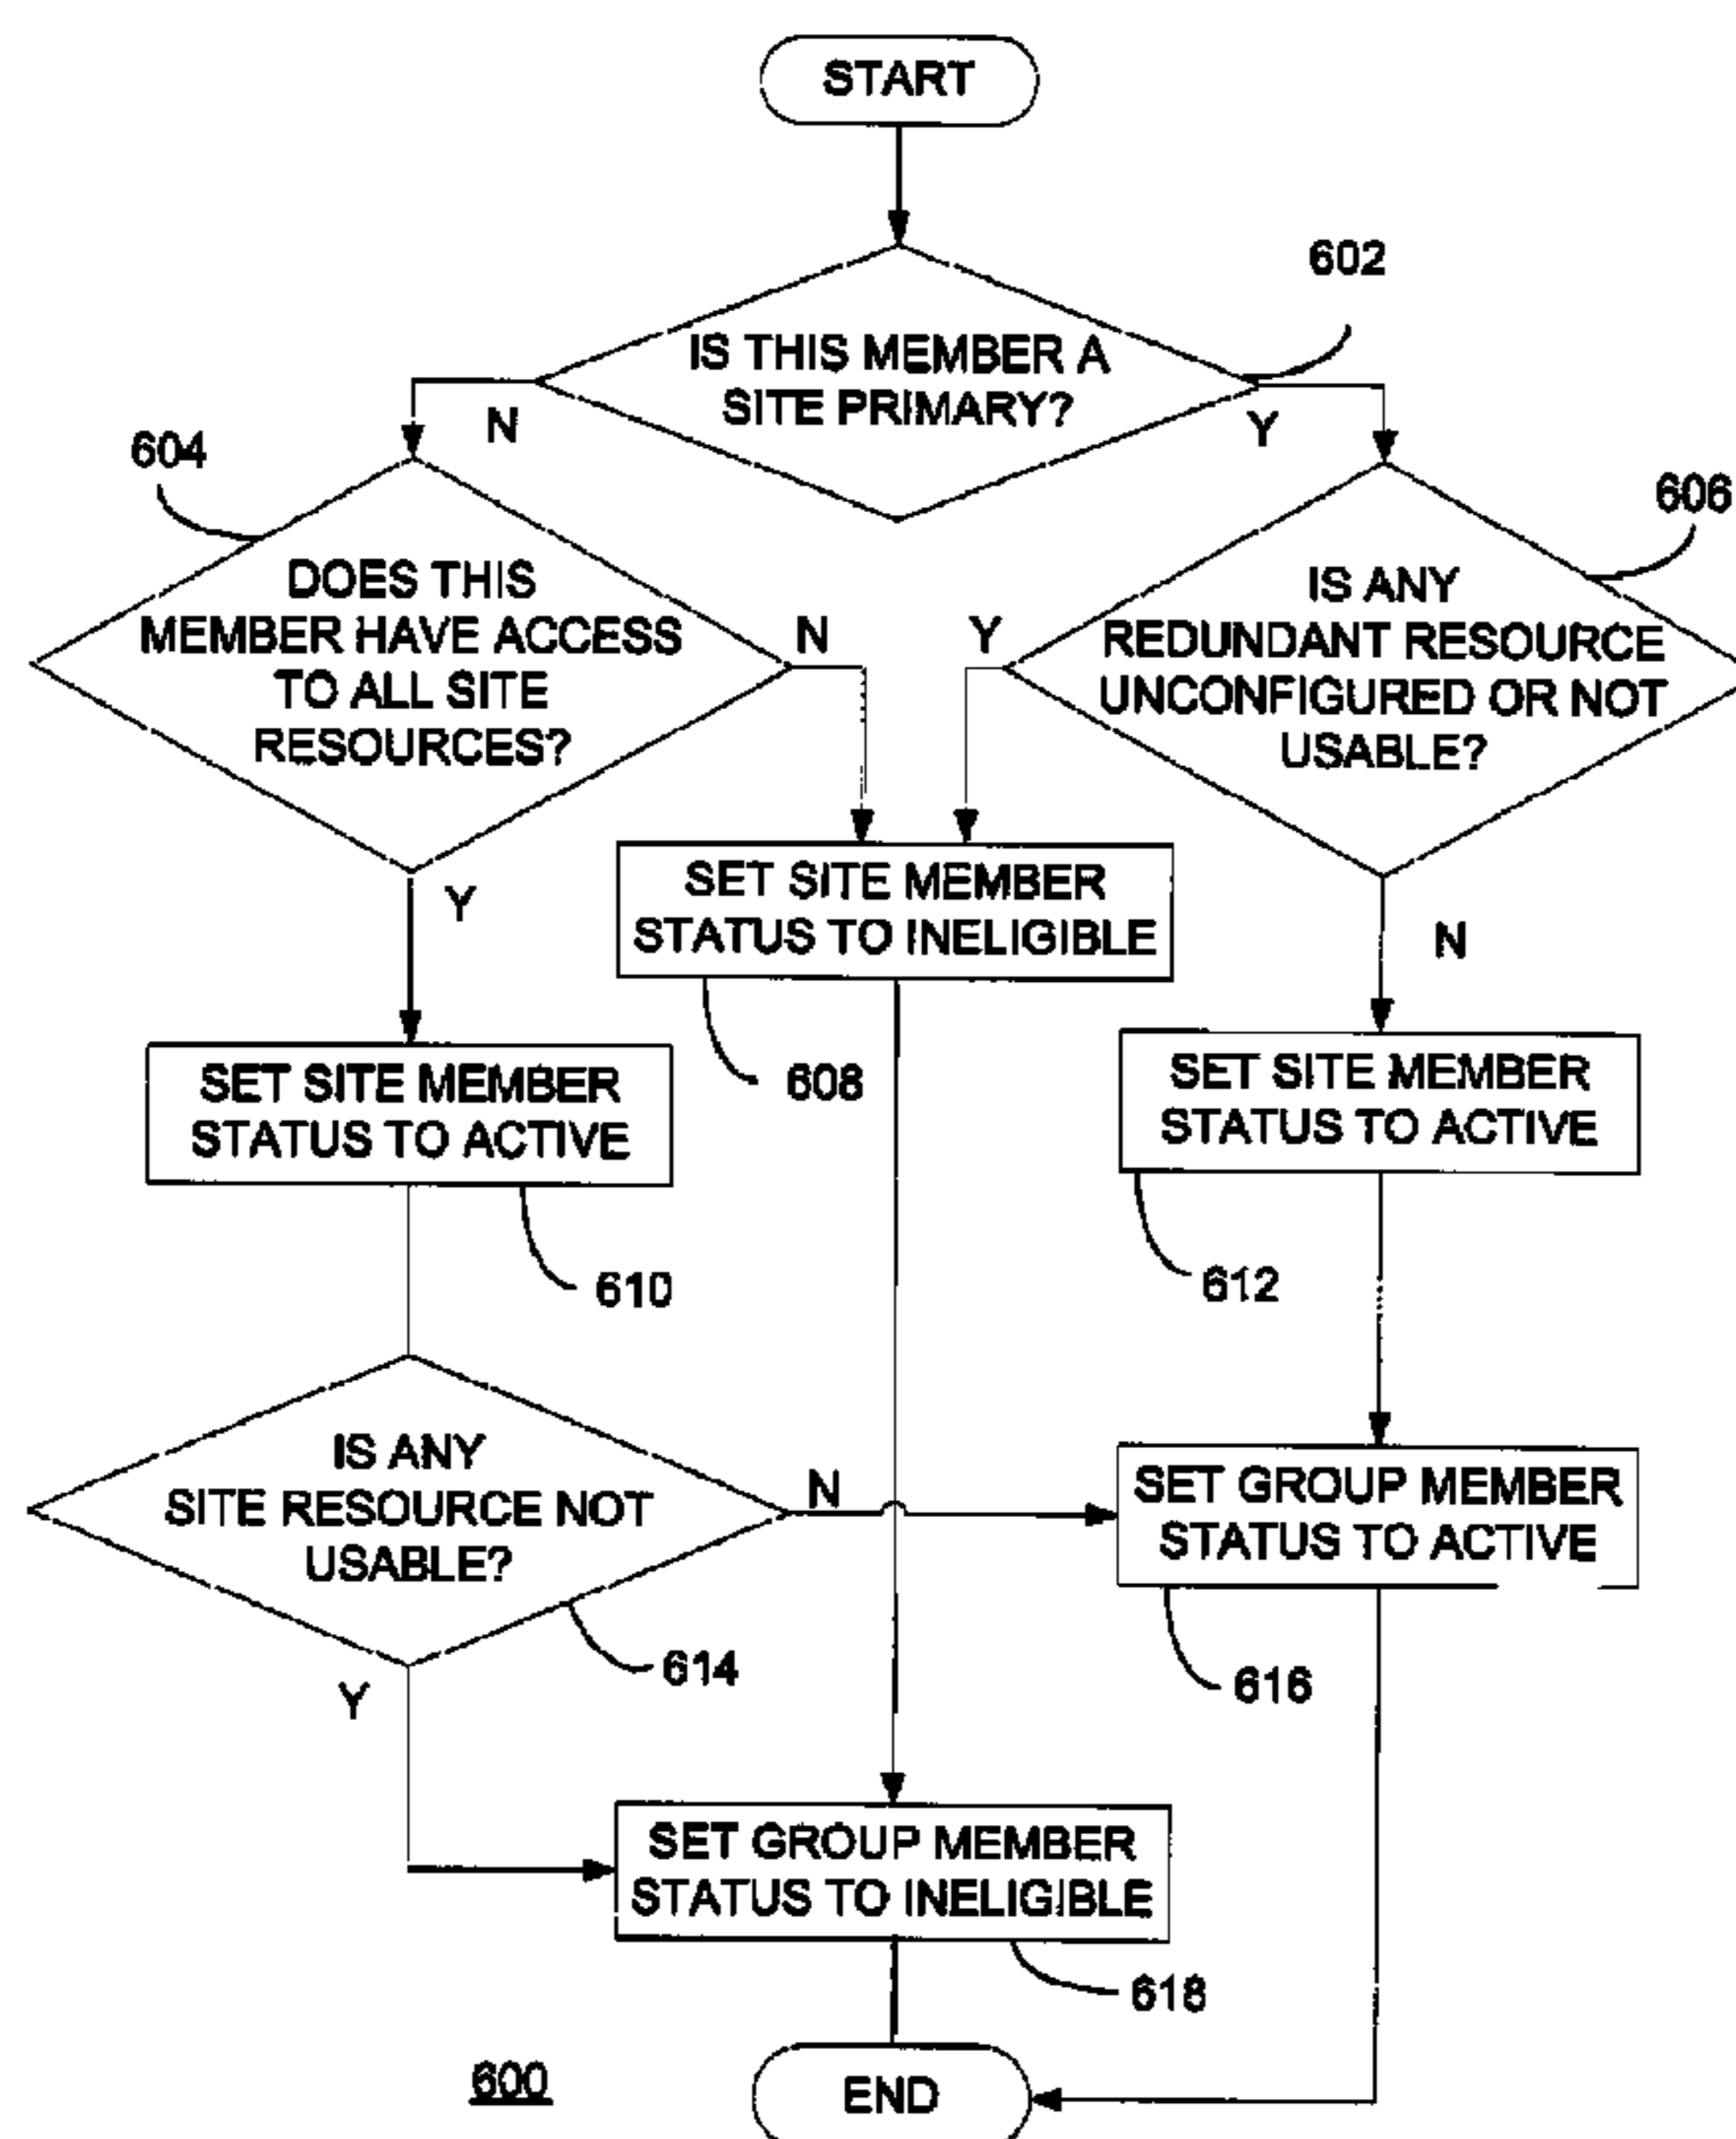 START
602
IS THIS MEMBER A
SITE PRIMARY?
N
Y
604
606
DOES THIS
MEMBER HAVE ACCESS
TO ALL SITE
RESOURCES?
N
Y
IS ANY
REDUNDANT RESOURCE
UNCONFIGURED OR NOT
USABLE?
Y
N
SET SITE MEMBER
STATUS TO INELIGIBLE
608
SET SITE MEMBER
STATUS TO ACTIVE
610
SET SITE MEMBER
STATUS TO ACTIVE
612
IS ANY
SITE RESOURCE NOT
USABLE?
N
614
Y
SET GROUP MEMBER
STATUS TO ACTIVE
616
SET GROUP MEMBER
STATUS TO INELIGIBLE
618
600
END